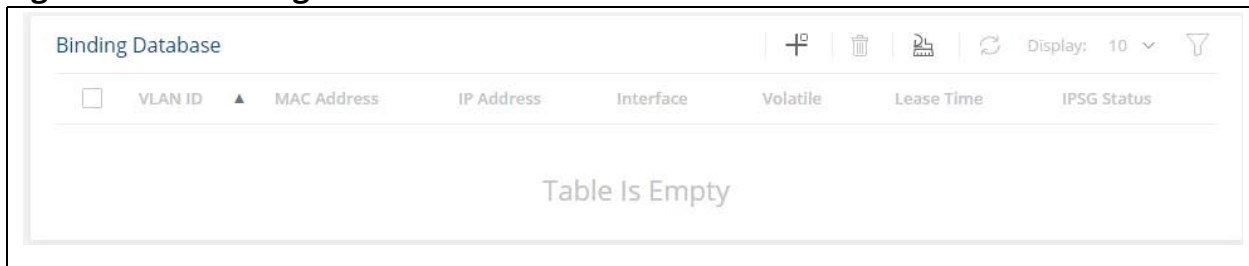 Binding Database Display: 10
VLAN ID ▲ MAC Address IP Address Interface Volatile Lease Time IPSG Status
Table Is Empty